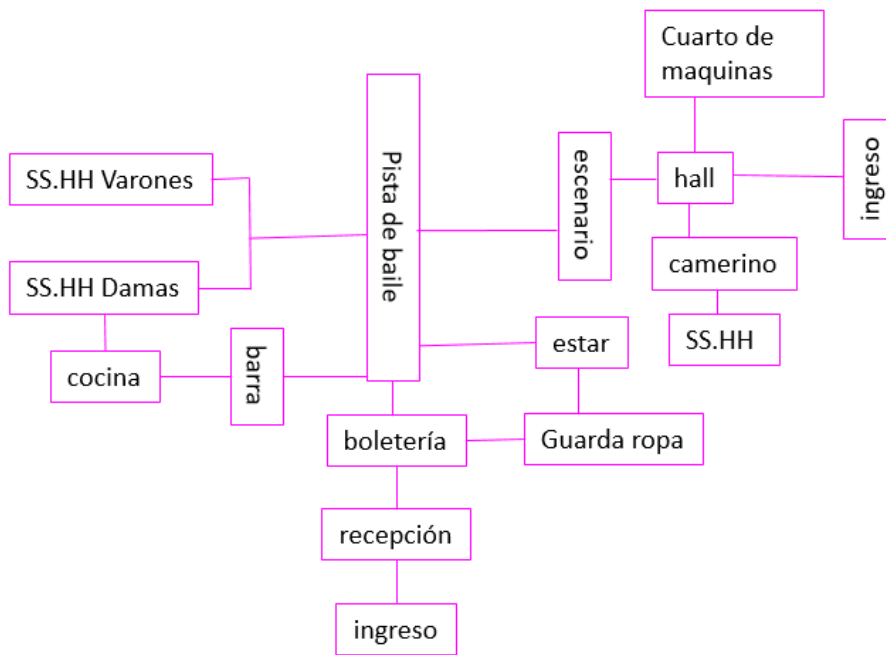 Cuarto de
maquinas
ingreso
Pista de baile
escenario
SS.HH Varones
hall
camerino
SS.HH Damas
SS.HH
estar
barra
cocina
boletería
Guarda ropa
recepción
ingreso